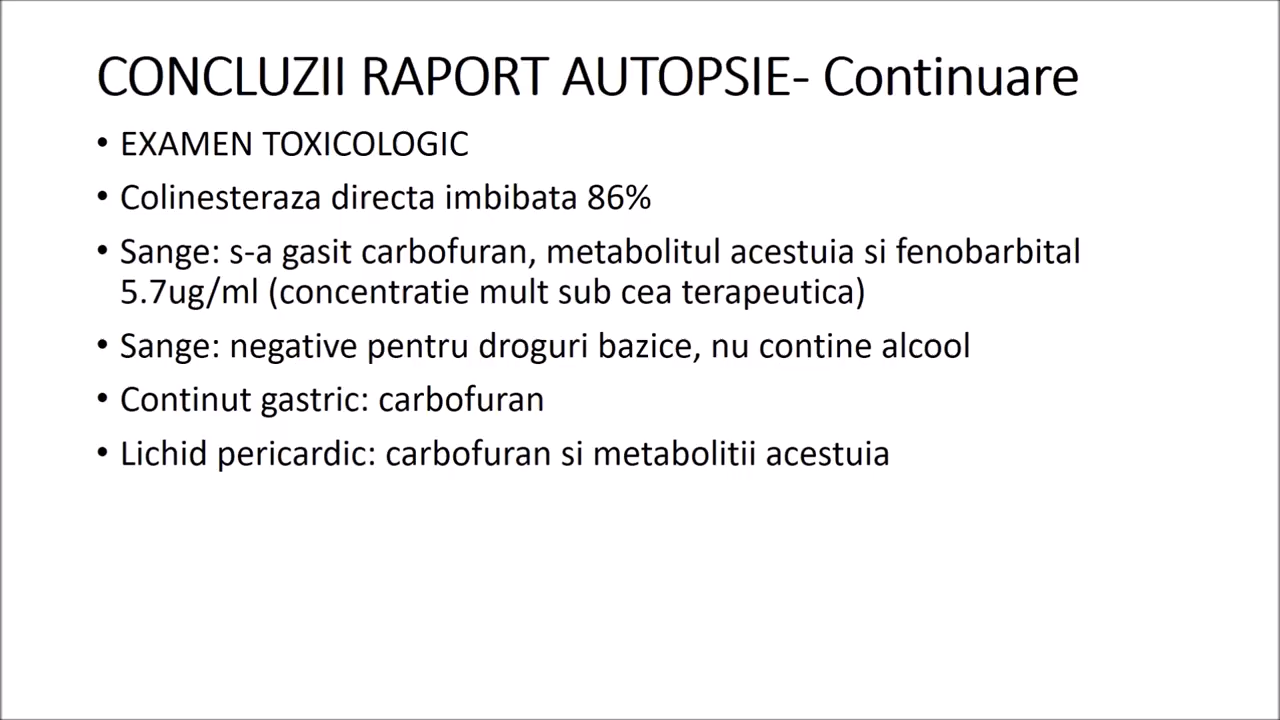 CONCLUZII RAPORT AUTOPSIE- Continuare
• EXAMEN TOXICOLOGIC
• Colinesteraza directa imbibata 86%
• Sange: s-a gasit carbofuran, metabolitul acestuia si fenobarbital
5.7ug/ml (concentratie mult sub cea terapeutica)
• Sange: negative pentru droguri bazice, nu contine alcool
• Continut gastric: carbofuran
• Lichid pericardic: carbofuran si metabolitii acestuia